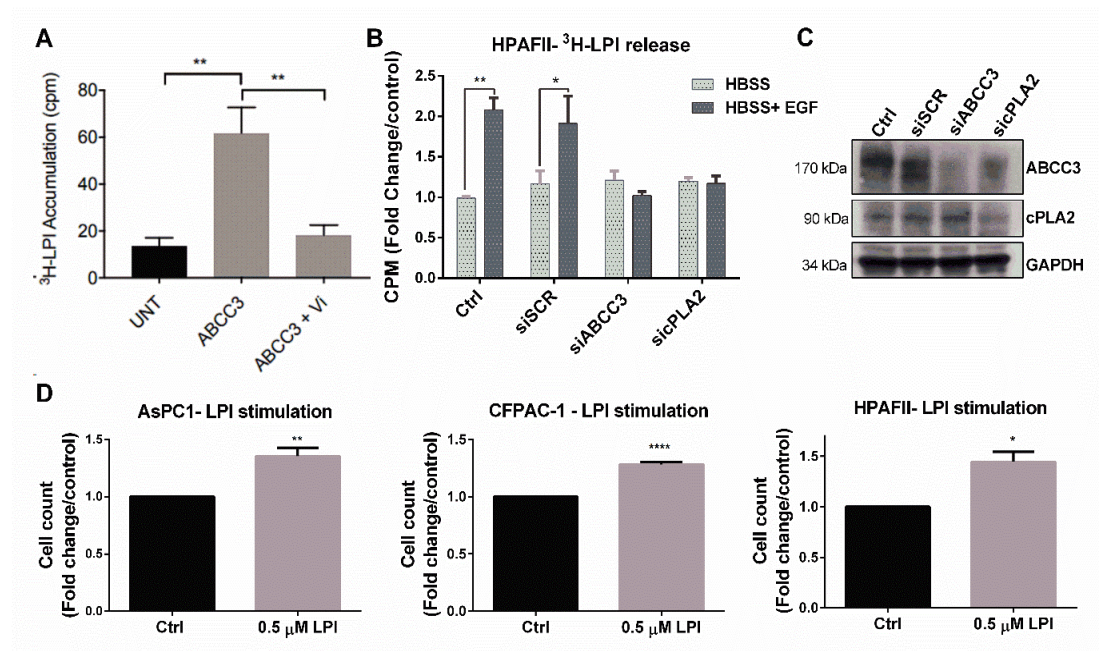 A
** **
³H-LPI Accumulation (cpm)
80
60
40
20
0
UNT
ABCC3
ABCC3 + Vi
B
HPAFII- ³H-LPI release
CPM (Fold Change/control)
2.5
2.0
1.5
1.0
0.5
0.0
** *
HBSS
HBSS+ EGF
Ctrl
siSCR
siABCC3
sicPLA2
C
Ctrl
siSCR
siABCC3
sicPLA2
170 kDa ABCC3
90 kDa cPLA2
34 kDa GAPDH
D
AsPC1- LPI stimulation
Cell count
(Fold change/control)
1.5
1.0
0.5
0.0
**
Ctrl 0.5 µM LPI
CFPAC-1 - LPI stimulation
Cell count
(Fold change/control)
1.5
1.0
0.5
0.0
****
Ctrl 0.5 µM LPI
HPAFII- LPI stimulation
Cell count
(Fold change/control)
1.5
1.0
0.5
0.0
*
Ctrl 0.5 µM LPI